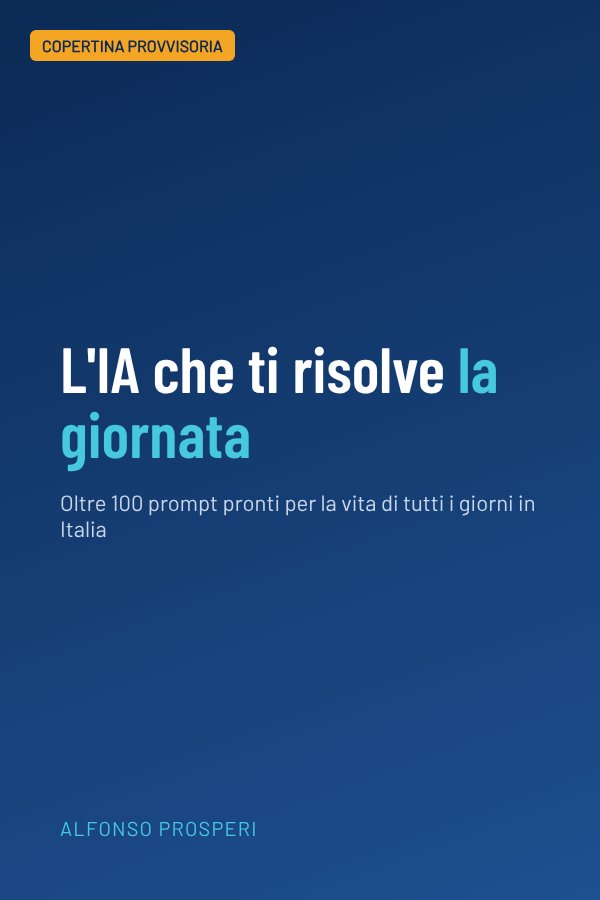 COPERTINA PROVVISORIA
L'IA che ti risolve la
giornata
Oltre 100 prompt pronti per la vita di tutti i giorni in
Italia
ALFONSO PROSPERI